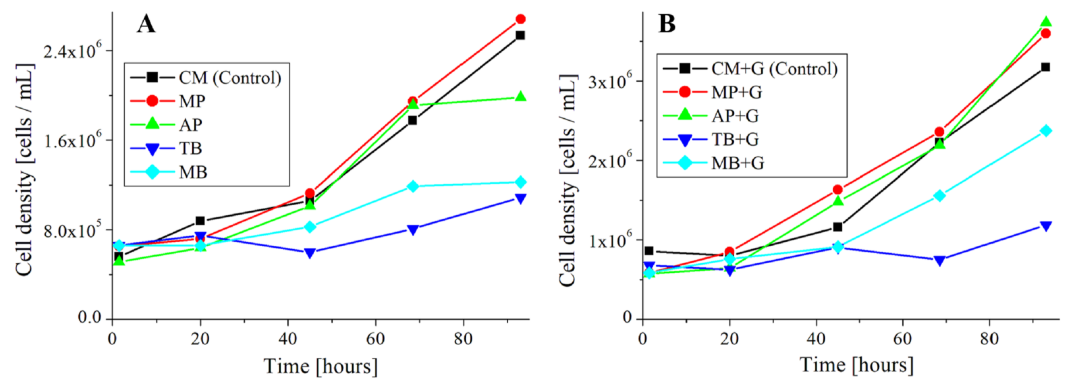 A
Cell density [cells / mL]
2.4x10⁶
1.6x10⁶
8.0x10⁵
0.0
CM (Control)
MP
AP
TB
MB
0 20 40 60 80
Time [hours]
B
Cell density [cells / mL]
3x10⁶
2x10⁶
1x10⁶
0
CM+G (Control)
MP+G
AP+G
TB+G
MB+G
0 20 40 60 80
Time [hours]